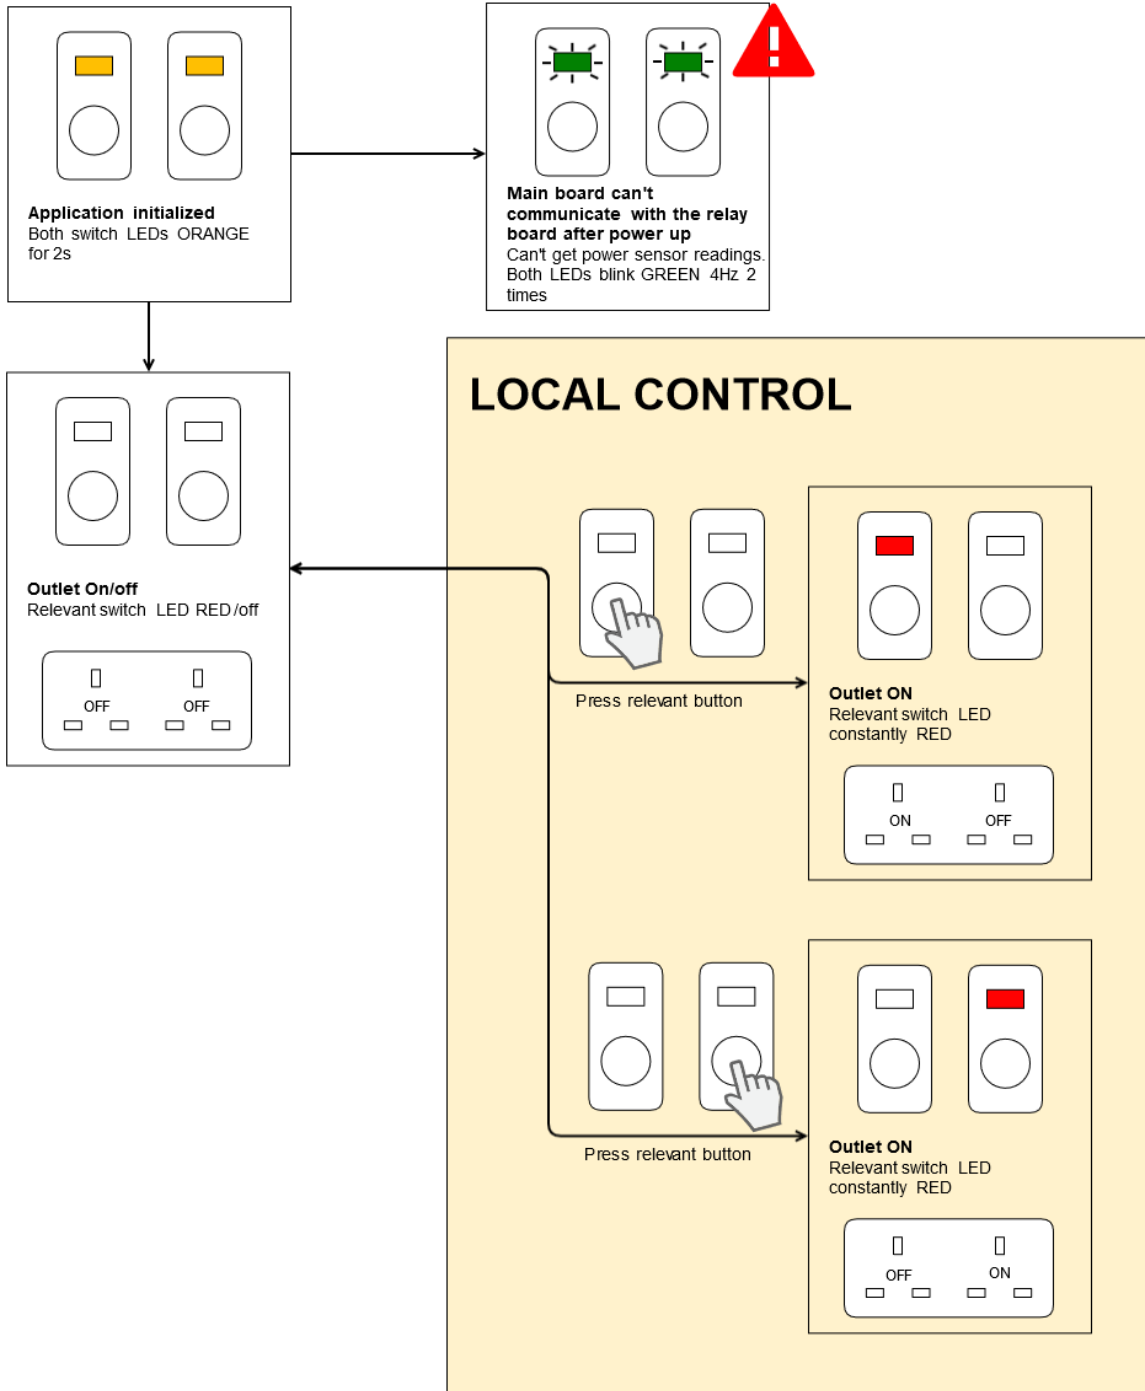 Application initialized
Both switch LEDs ORANGE
for 2s
Main board can't
communicate with the relay
board after power up
Can't get power sensor readings.
Both LEDs blink GREEN 4Hz 2
times
Outlet On/off
Relevant switch LED RED/off
OFF OFF
LOCAL CONTROL
Press relevant button
Outlet ON
Relevant switch LED
constantly RED
ON OFF
Press relevant button
Outlet ON
Relevant switch LED
constantly RED
OFF ON